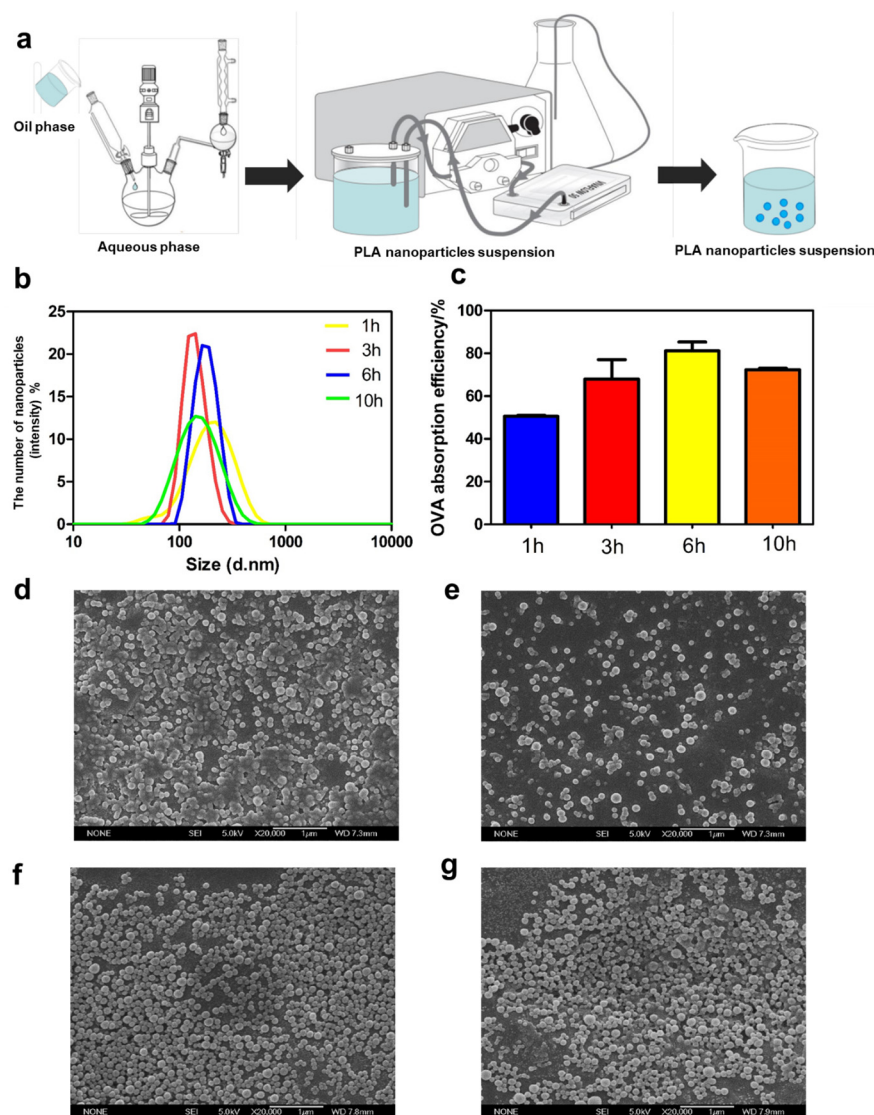 a
Oil phase
Aqueous phase
VIVAFLOW 50
PLA nanoparticles suspension
PLA nanoparticles suspension
b
The number of nanoparticles
(intensity) %
25
20
15
10
5
0
10
100
1000
10000
Size (d.nm)
1h
3h
6h
10h
c
OVA absorption efficiency/%
100
80
60
40
20
0
1h
3h
6h
10h
d
NONE SEI 5.0kV X20,000 1μm WD 7.3mm
e
NONE SEI 5.0kV X20,000 1μm WD 7.3mm
f
NONE SEI 5.0kV X20,000 1μm WD 7.8mm
g
NONE SEI 5.0kV X20,000 1μm WD 7.9mm